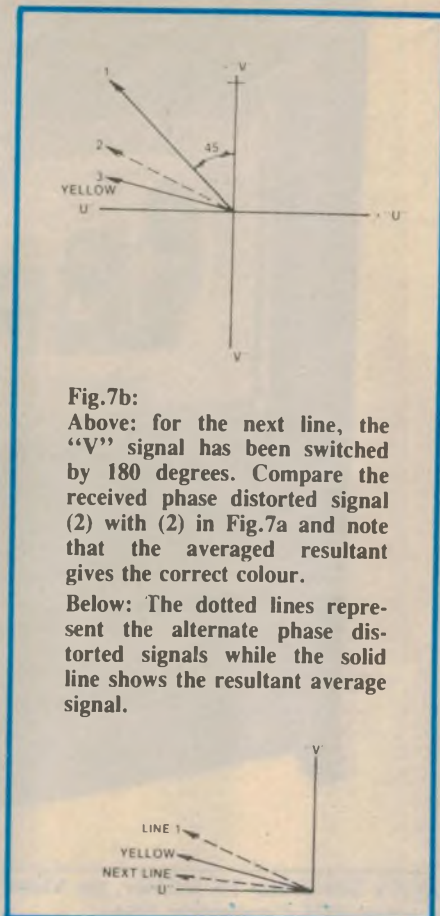 - V
1
45
2
3
YELLOW
U
+ U
V
Fig.7b:
Above: for the next line, the
“V” signal has been switched
by 180 degrees. Compare the
received phase distorted signal
(2) with (2) in Fig.7a and note
that the averaged resultant
gives the correct colour.
Below: The dotted lines repre-
sent the alternate phase dis-
torted signals while the solid
line shows the resultant average
signal.
V
LINE 1
YELLOW
NEXT LINE
"U"